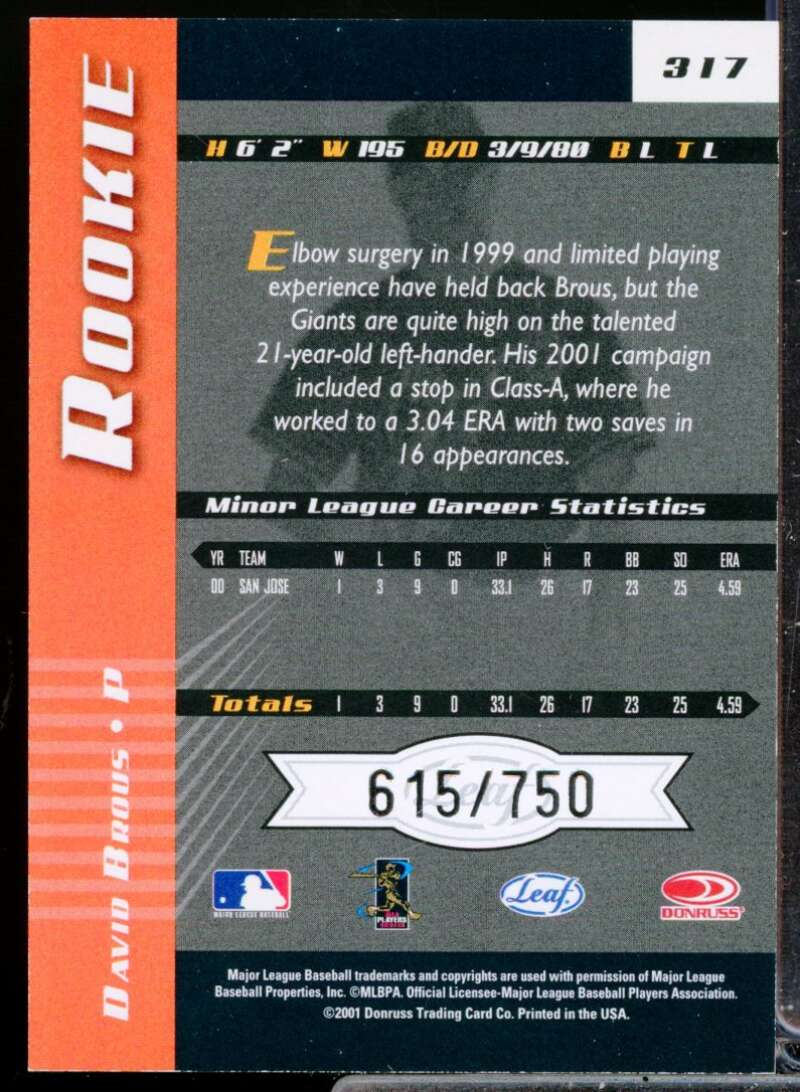 317
ROOKIE
H 6' 2" W 195 B/D 3/9/80 B L T L
Elbow surgery in 1999 and limited playing
experience have held back Brous, but the
Giants are quite high on the talented
21-year-old left-hander. His 2001 campaign
included a stop in Class-A, where he
worked to a 3.04 ERA with two saves in
16 appearances.
Minor League Career Statistics
YR TEAM W L G CG IP H R BB SO ERA
00 SAN JOSE 1 3 9 0 33.1 26 17 23 25 4.59
Totals 1 3 9 0 33.1 26 17 23 25 4.59
DAVID BROUS • P
615/750
MAJOR LEAGUE BASEBALL
PLAYERS
Leaf
DONRUSS
Major League Baseball trademarks and copyrights are used with permission of Major League
Baseball Properties, Inc. ©MLBPA. Official Licensee-Major League Baseball Players Association.
©2001 Donruss Trading Card Co. Printed in the USA.